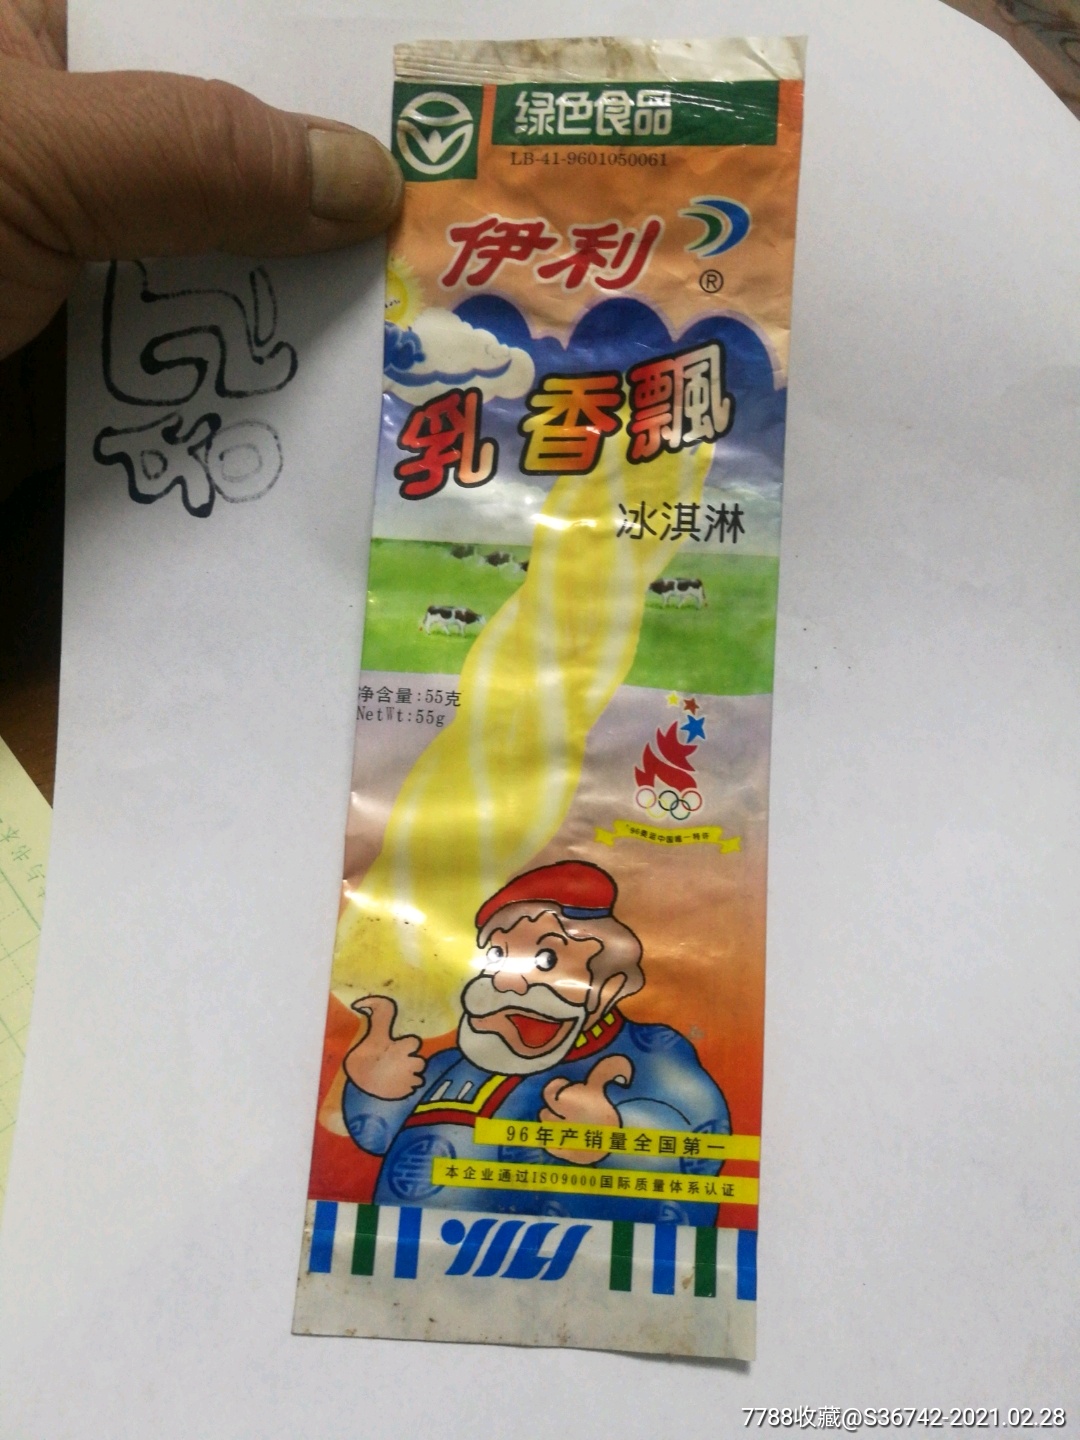 绿色食品
LB-41-9601050061
伊利
®
乳香飄
冰淇淋
净含量:55克
NetWt:55g
96年产销量全国第一
本企业通过ISO9000国际质量体系认证
7788收藏@S36742-2021.02.28